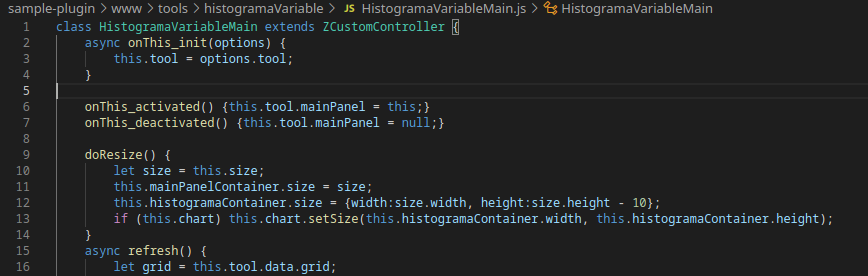 sample-plugin > www > tools > histogramaVariable > JS HistogramaVariableMain.js > HistogramaVariableMain
1 class HistogramaVariableMain extends ZCustomController {
2     async onThis_init(options) {
3         this.tool = options.tool;
4     }
5
6     onThis_activated() {this.tool.mainPanel = this;}
7     onThis_deactivated() {this.tool.mainPanel = null;}
8
9     doResize() {
10         let size = this.size;
11         this.mainPanelContainer.size = size;
12         this.histogramaContainer.size = {width:size.width, height:size.height - 10};
13         if (this.chart) this.chart.setSize(this.histogramaContainer.width, this.histogramaContainer.height);
14     }
15     async refresh() {
16         let grid = this.tool.data.grid;